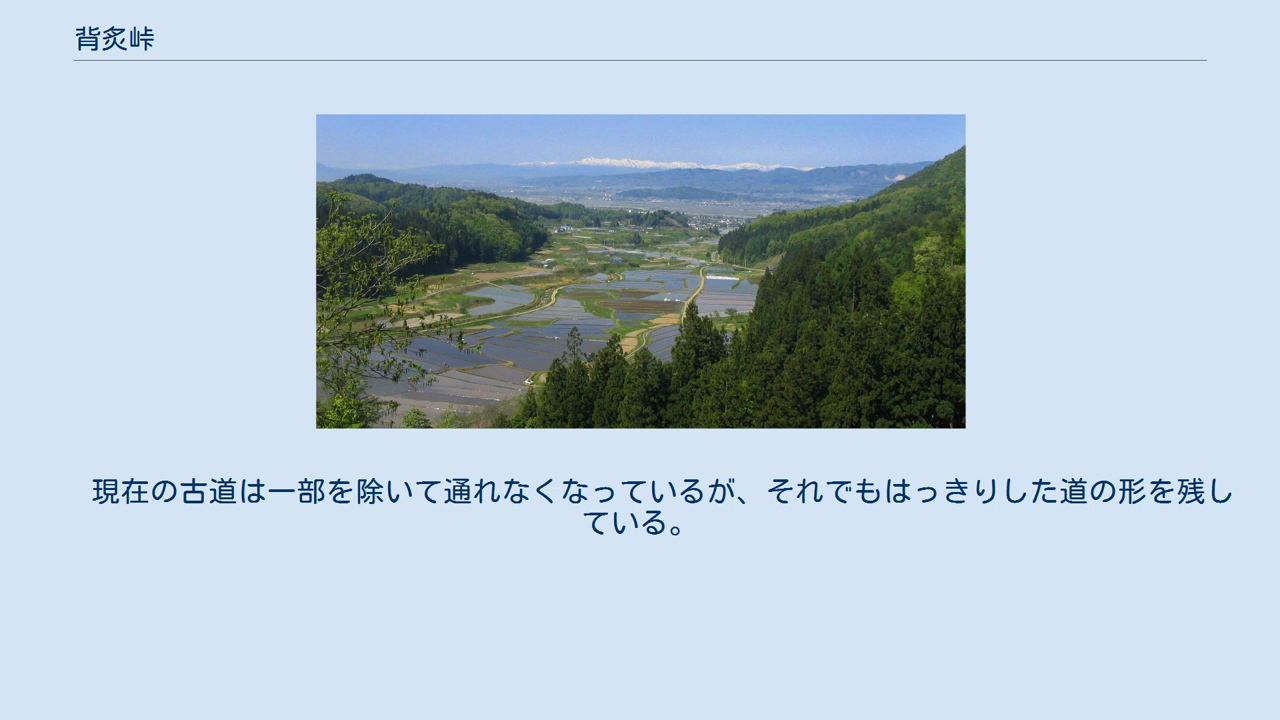 背炙峠
現在の古道は一部を除いて通れなくなっているが、それでもはっきりした道の形を残し
ている。